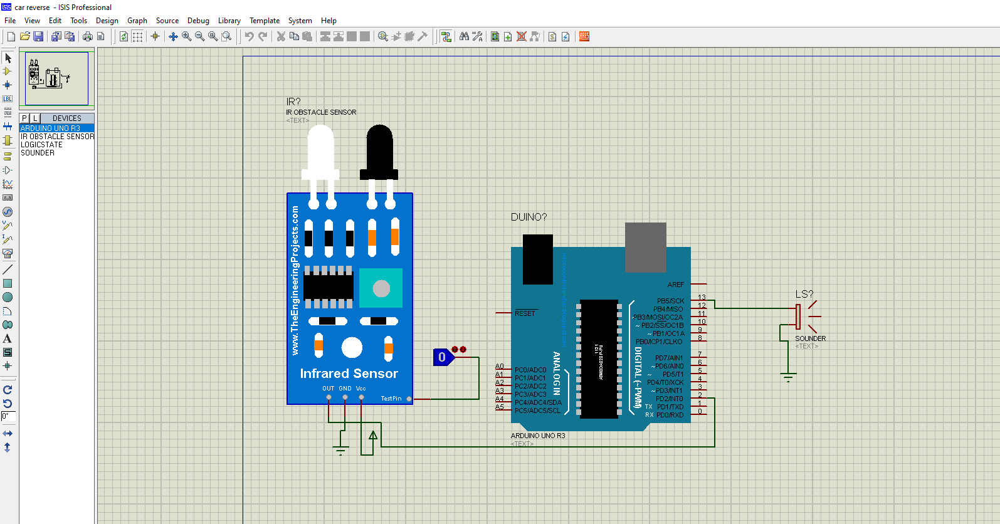 car reverse - ISIS Professional
File View Edit Tools Design Graph Source Debug Library Template System Help
P L DEVICES
ARDUINO UNO R3
IR OBSTACLE SENSOR
LOGICSTATE
SOUNDER
LBL
A
S
0°
IR?
IR OBSTACLE SENSOR
<TEXT>
www.TheEngineeringProjects.com
Infrared Sensor
OUT GND Vcc
TestPin
0
DUINO?
RESET
AREF
PB5/SCK 13
PB4/MISO 12
~PB3/MOSI/OC2A 11
~ PB2/SS/OC1B 10
~ PB1/OC1A 9
PB0/ICP1/CLKO 8
PD7/AIN1 7
~PD6/AIN0 6
~ PD5/T1 5
PD4/T0/XCK 4
~PD3/INT1 3
PD2/INT0 2
TX PD1/TXD 1
RX PD0/RXD 0
A0 PC0/ADC0
A1 PC1/ADC1
A2 PC2/ADC2
A3 PC3/ADC3
A4 PC4/ADC4/SDA
A5 PC5/ADC5/SCL
ANALOG IN
DIGITAL (~PWM)
1121
ARDUINO UNO R3
<TEXT>
LS?
SOUNDER
<TEXT>